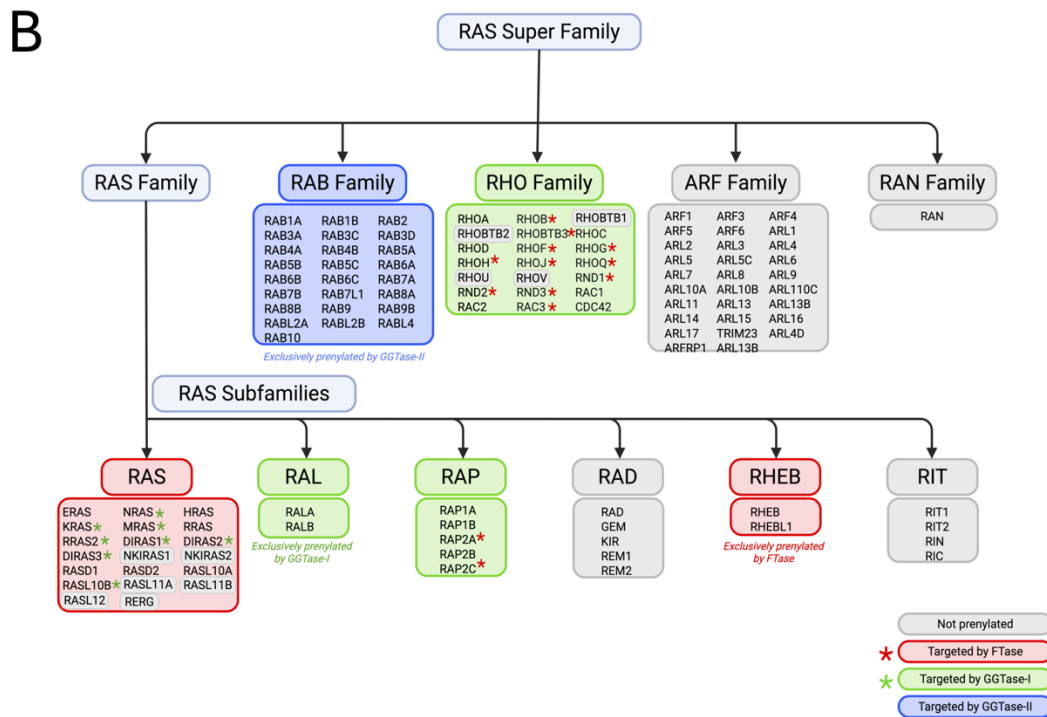 B
RAS Super Family
RAS Family RAB Family RHO Family ARF Family RAN Family
RAB1A RAB1B RAB2
RAB3A RAB3C RAB3D
RAB4A RAB4B RAB5A
RAB5B RAB5C RAB6A
RAB6B RAB6C RAB7A
RAB7B RAB7L1 RAB8A
RAB8B RAB9 RAB9B
RABL2A RABL2B RABL4
RAB10
Exclusively prenylated by GGTase-II
RHOA RHOB* RHOBTB1
RHOBTB2 RHOBTB3* RHOC
RHOD RHOF* RHOG*
RHOH* RHOJ* RHOQ*
RHOU RHOV RND1*
RND2* RND3* RAC1
RAC2 RAC3* CDC42
ARF1 ARF3 ARF4
ARF5 ARF6 ARL1
ARL2 ARL3 ARL4
ARL5 ARL5C ARL6
ARL7 ARL8 ARL9
ARL10A ARL10B ARL110C
ARL11 ARL13 ARL13B
ARL14 ARL15 ARL16
ARL17 TRIM23 ARL4D
ARFRP1 ARL13B
RAN
RAS Subfamilies
RAS RAL RAP RAD RHEB RIT
ERAS NRAS* HRAS
KRAS* MRAS* RRAS
RRAS2* DIRAS1* DIRAS2*
DIRAS3* NKIRAS1 NKIRAS2
RASD1 RASD2 RASL10A
RASL10B* RASL11A RASL11B
RASL12 RERG
RALA
RALB
Exclusively prenylated
by GGTase-I
RAP1A
RAP1B
RAP2A*
RAP2B
RAP2C*
RAD
GEM
KIR
REM1
REM2
RHEB
RHEBL1
Exclusively prenylated
by FTase
RIT1
RIT2
RIN
RIC
Not prenylated
* Targeted by FTase
* Targeted by GGTase-I
Targeted by GGTase-II